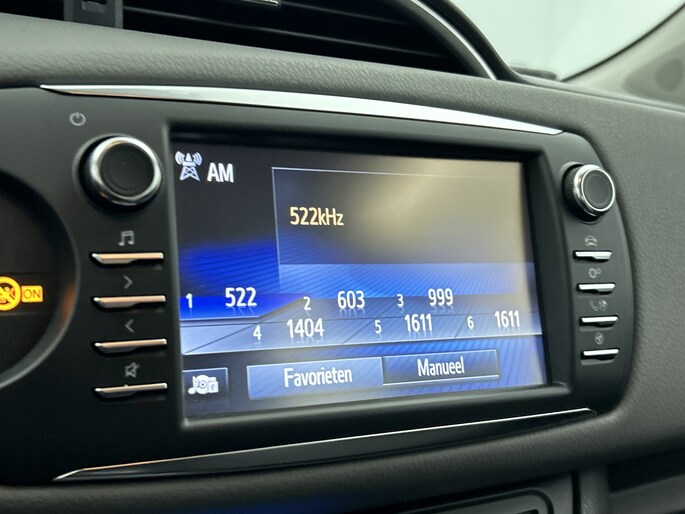 AM
522kHz
1 522 2 603 3 999
4 1404 5 1611 6 1611
Favorieten Manueel
ON